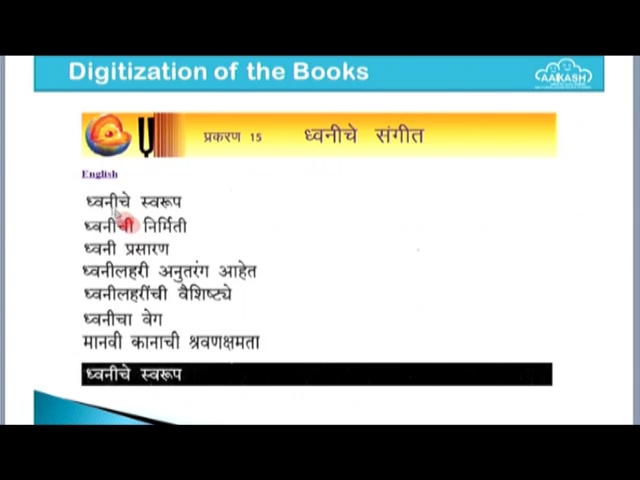 Digitization of the Books
AAKASH
प्रकरण 15 ध्वनीचे संगीत
English
ध्वनीचे स्वरूप
ध्वनीची निर्मिती
ध्वनी प्रसारण
ध्वनीलहरी अनुतरंग आहेत
ध्वनीलहरींची वैशिष्ट्ये
ध्वनीचा वेग
मानवी कानाची श्रवणक्षमता
ध्वनीचे स्वरूप